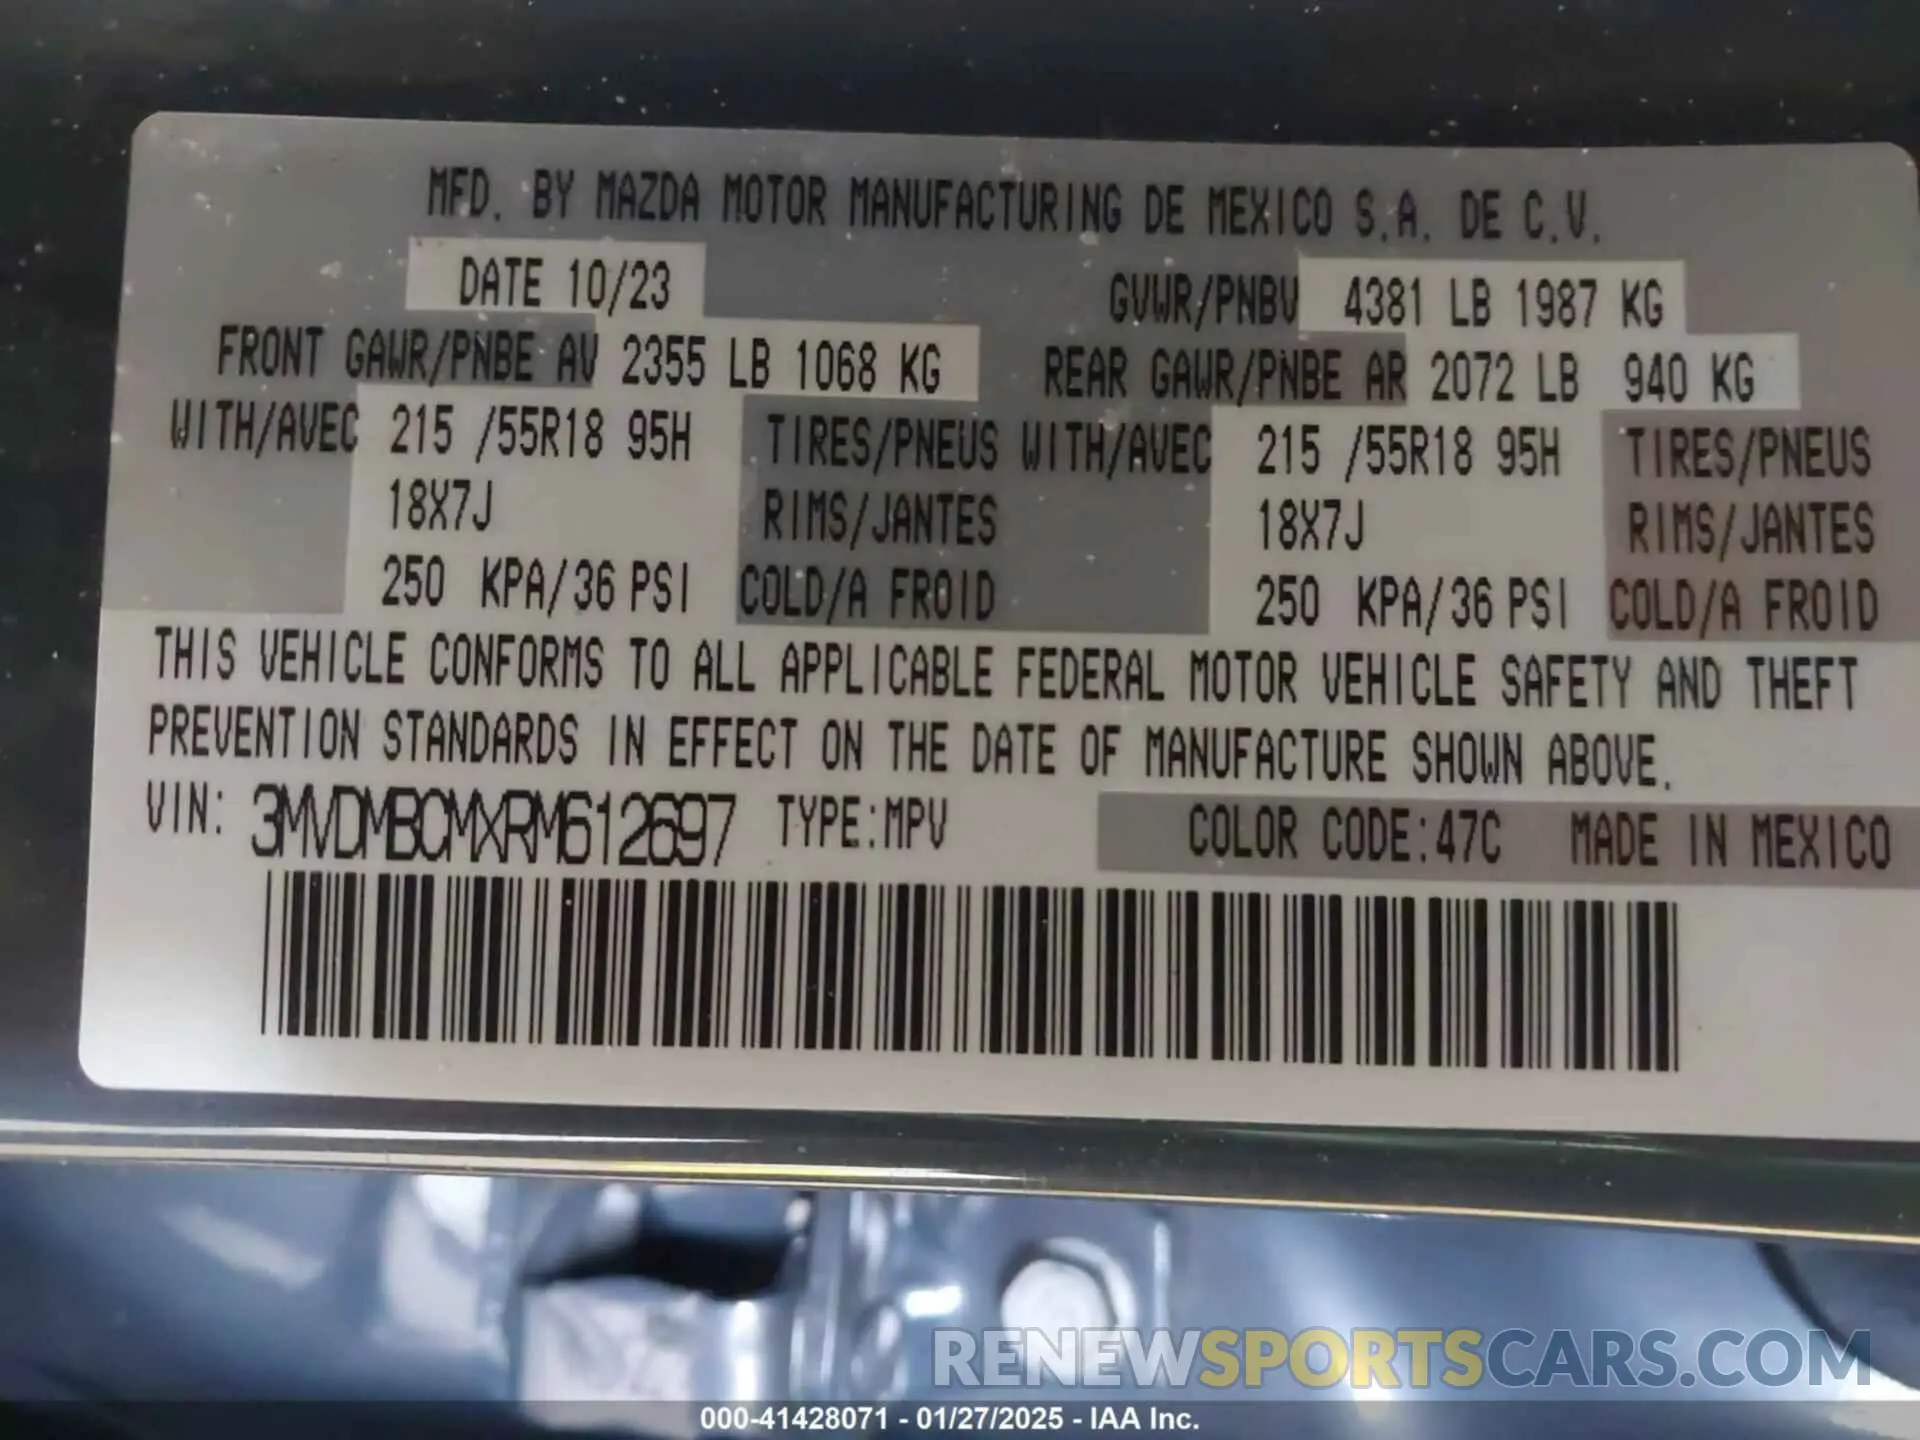 MFD. BY MAZDA MOTOR MANUFACTURING DE MEXICO S.A. DE C.V.
DATE 10/23 GVWR/PNBV 4381 LB 1987 KG
FRONT GAWR/PNBE AV 2355 LB 1068 KG REAR GAWR/PNBE AR 2072 LB 940 KG
WITH/AVEC 215 /55R18 95H TIRES/PNEUS WITH/AVEC 215 /55R18 95H TIRES/PNEUS
18X7J RIMS/JANTES 18X7J RIMS/JANTES
250 KPA/36 PSI COLD/A FROID 250 KPA/36 PSI COLD/A FROID
THIS VEHICLE CONFORMS TO ALL APPLICABLE FEDERAL MOTOR VEHICLE SAFETY AND THEFT
PREVENTION STANDARDS IN EFFECT ON THE DATE OF MANUFACTURE SHOWN ABOVE.
VIN: 3MVDMBCMXRM612697 TYPE:MPV COLOR CODE:47C MADE IN MEXICO
RENEWSPORTSCARS.COM
000-41428071 - 01/27/2025 - IAA Inc.